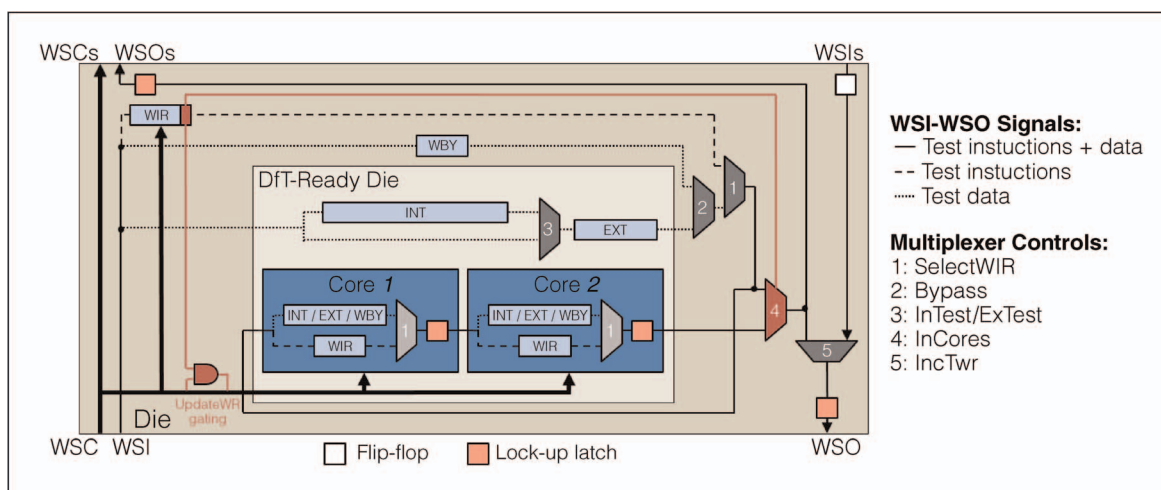 WSCs WSOs WSIs
WIR
WBY
DfT-Ready Die
INT
EXT
1
2
3
Core 1
Core 2
INT / EXT / WBY
1
INT / EXT / WBY
1
WIR
WIR
4
5
UpdateWR
gating
Die
WSC WSI
WSO
Flip-flop
Lock-up latch
WSI-WSO Signals:
Test instuctions + data
Test instuctions
Test data
Multiplexer Controls:
1: SelectWIR
2: Bypass
3: InTest/ExTest
4: InCores
5: IncTwr